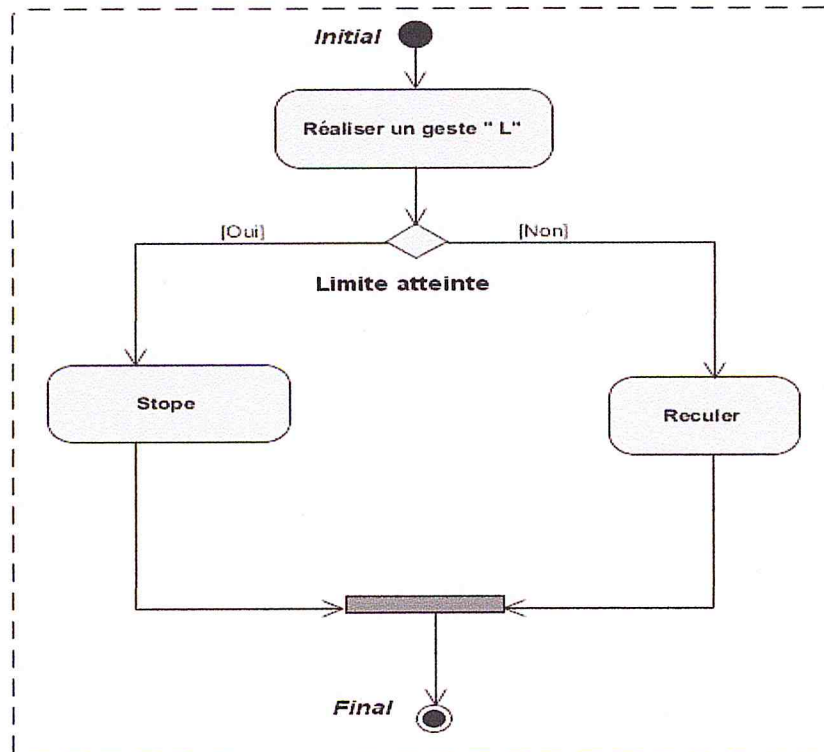 Initial
Réaliser un geste " L"
[Oui]
[Non]
Limite atteinte
Stope
Reculer
Final